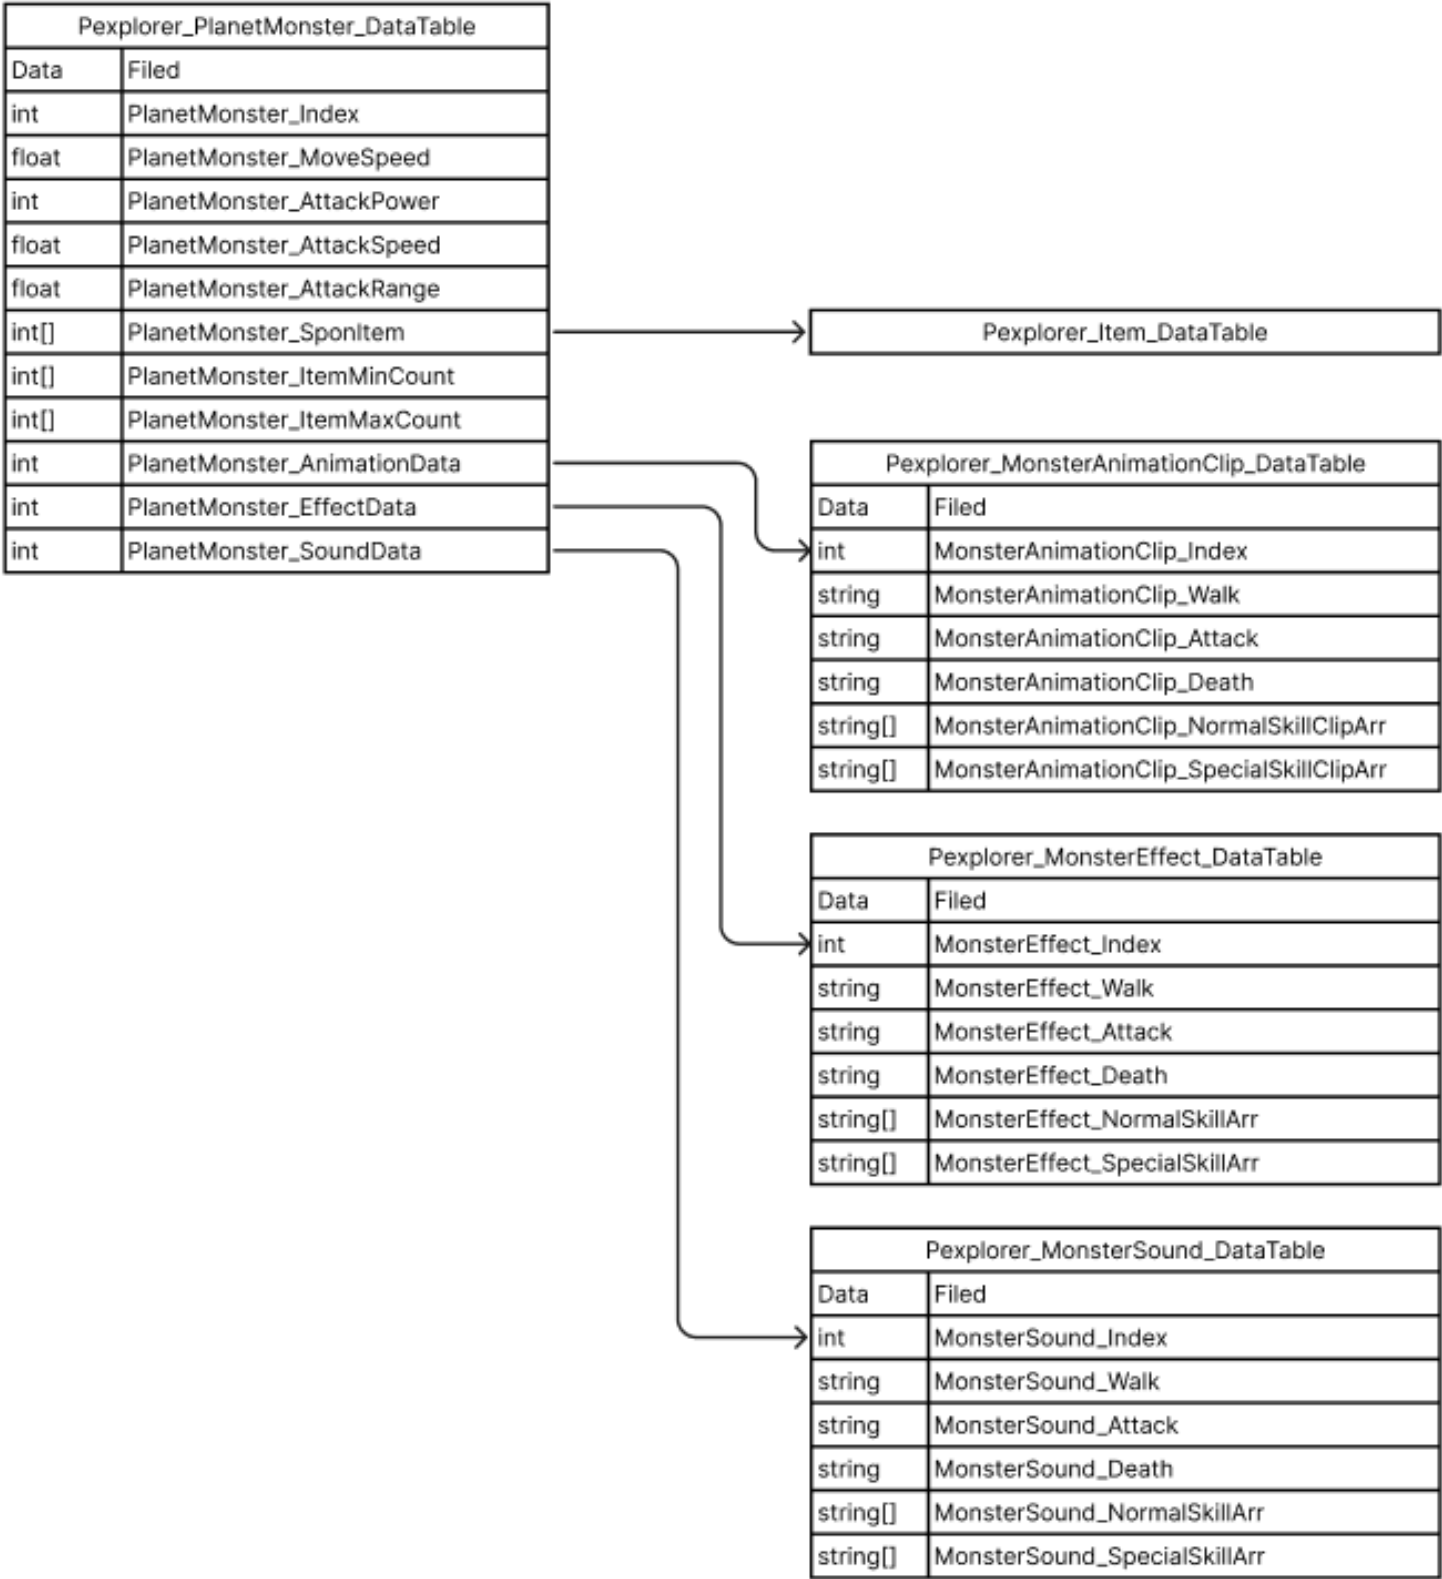 Pexplorer_PlanetMonster_DataTable
Data Filed
int PlanetMonster_Index
float PlanetMonster_MoveSpeed
int PlanetMonster_AttackPower
float PlanetMonster_AttackSpeed
float PlanetMonster_AttackRange
int[] PlanetMonster_SponItem
int[] PlanetMonster_ItemMinCount
int[] PlanetMonster_ItemMaxCount
int PlanetMonster_AnimationData
int PlanetMonster_EffectData
int PlanetMonster_SoundData
Pexplorer_Item_DataTable
Pexplorer_MonsterAnimationClip_DataTable
Data Filed
int MonsterAnimationClip_Index
string MonsterAnimationClip_Walk
string MonsterAnimationClip_Attack
string MonsterAnimationClip_Death
string[] MonsterAnimationClip_NormalSkillClipArr
string[] MonsterAnimationClip_SpecialSkillClipArr
Pexplorer_MonsterEffect_DataTable
Data Filed
int MonsterEffect_Index
string MonsterEffect_Walk
string MonsterEffect_Attack
string MonsterEffect_Death
string[] MonsterEffect_NormalSkillArr
string[] MonsterEffect_SpecialSkillArr
Pexplorer_MonsterSound_DataTable
Data Filed
int MonsterSound_Index
string MonsterSound_Walk
string MonsterSound_Attack
string MonsterSound_Death
string[] MonsterSound_NormalSkillArr
string[] MonsterSound_SpecialSkillArr